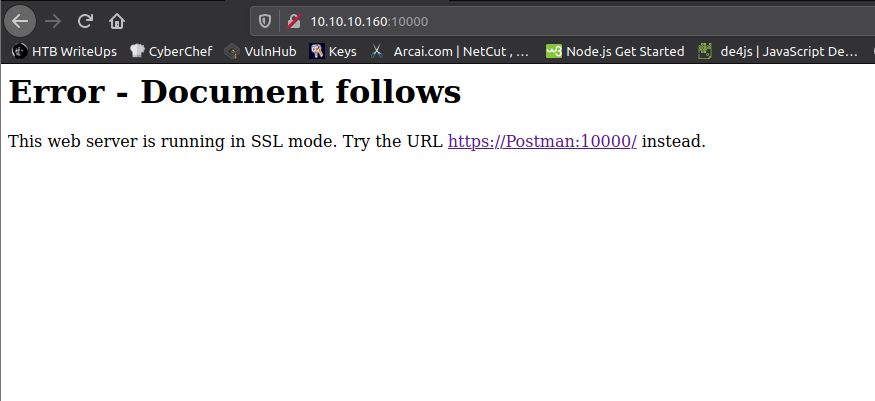 10.10.10.160:10000
HTB WriteUps CyberChef VulnHub Keys Arcai.com | NetCut , ... Node.js Get Started de4js | JavaScript De...
Error - Document follows
This web server is running in SSL mode. Try the URL https://Postman:10000/ instead.